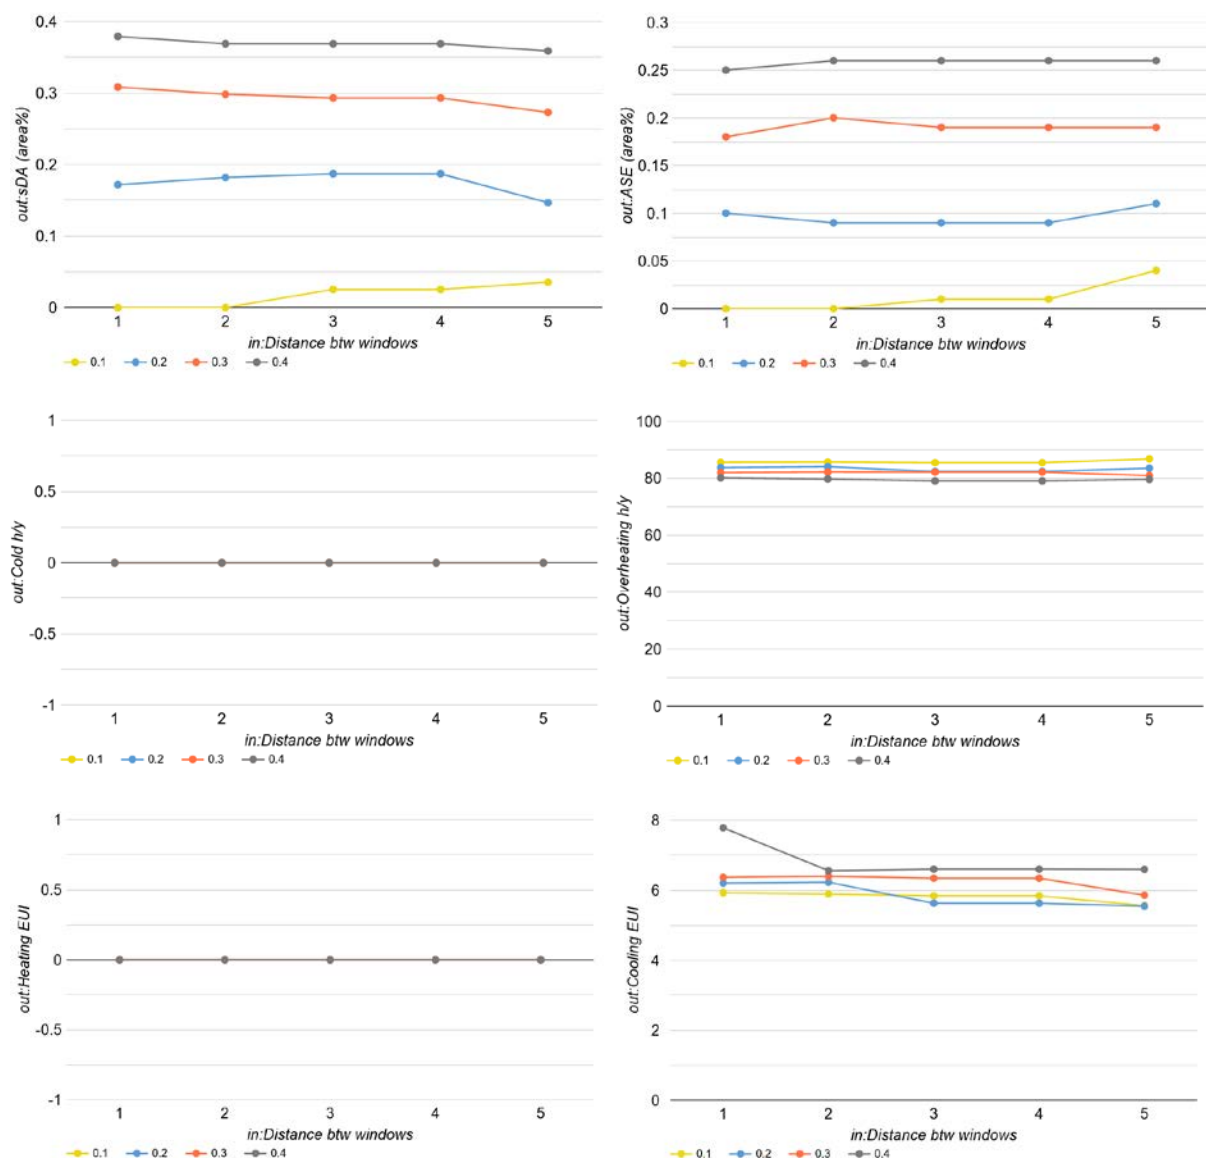 0.4
0.3
0.2
0.1
0
out:sDA (area%)
1 2 3 4 5
in:Distance btw windows
0.1 0.2 0.3 0.4
0.3
0.25
0.2
0.15
0.1
0.05
0
out:ASE (area%)
1 2 3 4 5
in:Distance btw windows
0.1 0.2 0.3 0.4
1
0.5
0
-0.5
-1
out:Cold h/y
1 2 3 4 5
in:Distance btw windows
0.1 0.2 0.3 0.4
100
80
60
40
20
0
out:Overheating h/y
1 2 3 4 5
in:Distance btw windows
0.1 0.2 0.3 0.4
1
0.5
0
-0.5
-1
out:Heating EUI
1 2 3 4 5
in:Distance btw windows
0.1 0.2 0.3 0.4
8
6
4
2
0
out:Cooling EUI
1 2 3 4 5
in:Distance btw windows
0.1 0.2 0.3 0.4